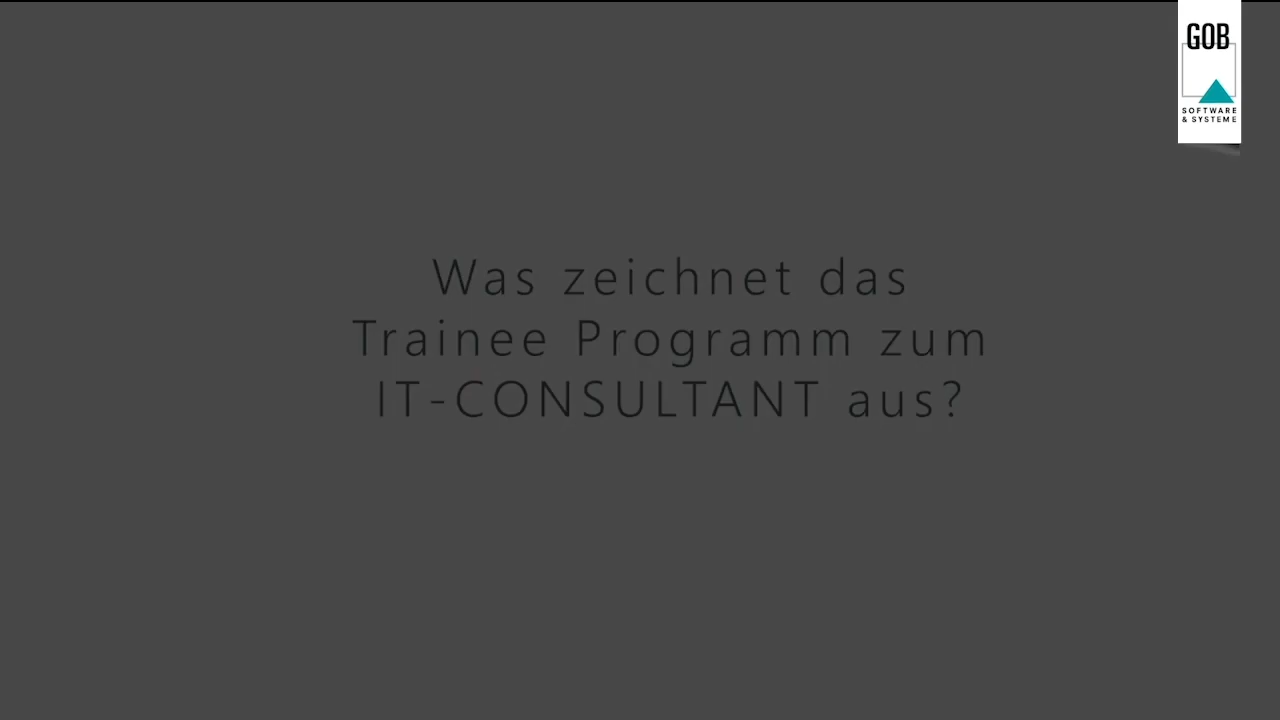 GOB
SOFTWARE
& SYSTEME
Was zeichnet das
Trainee Programm zum
IT-CONSULTANT aus?